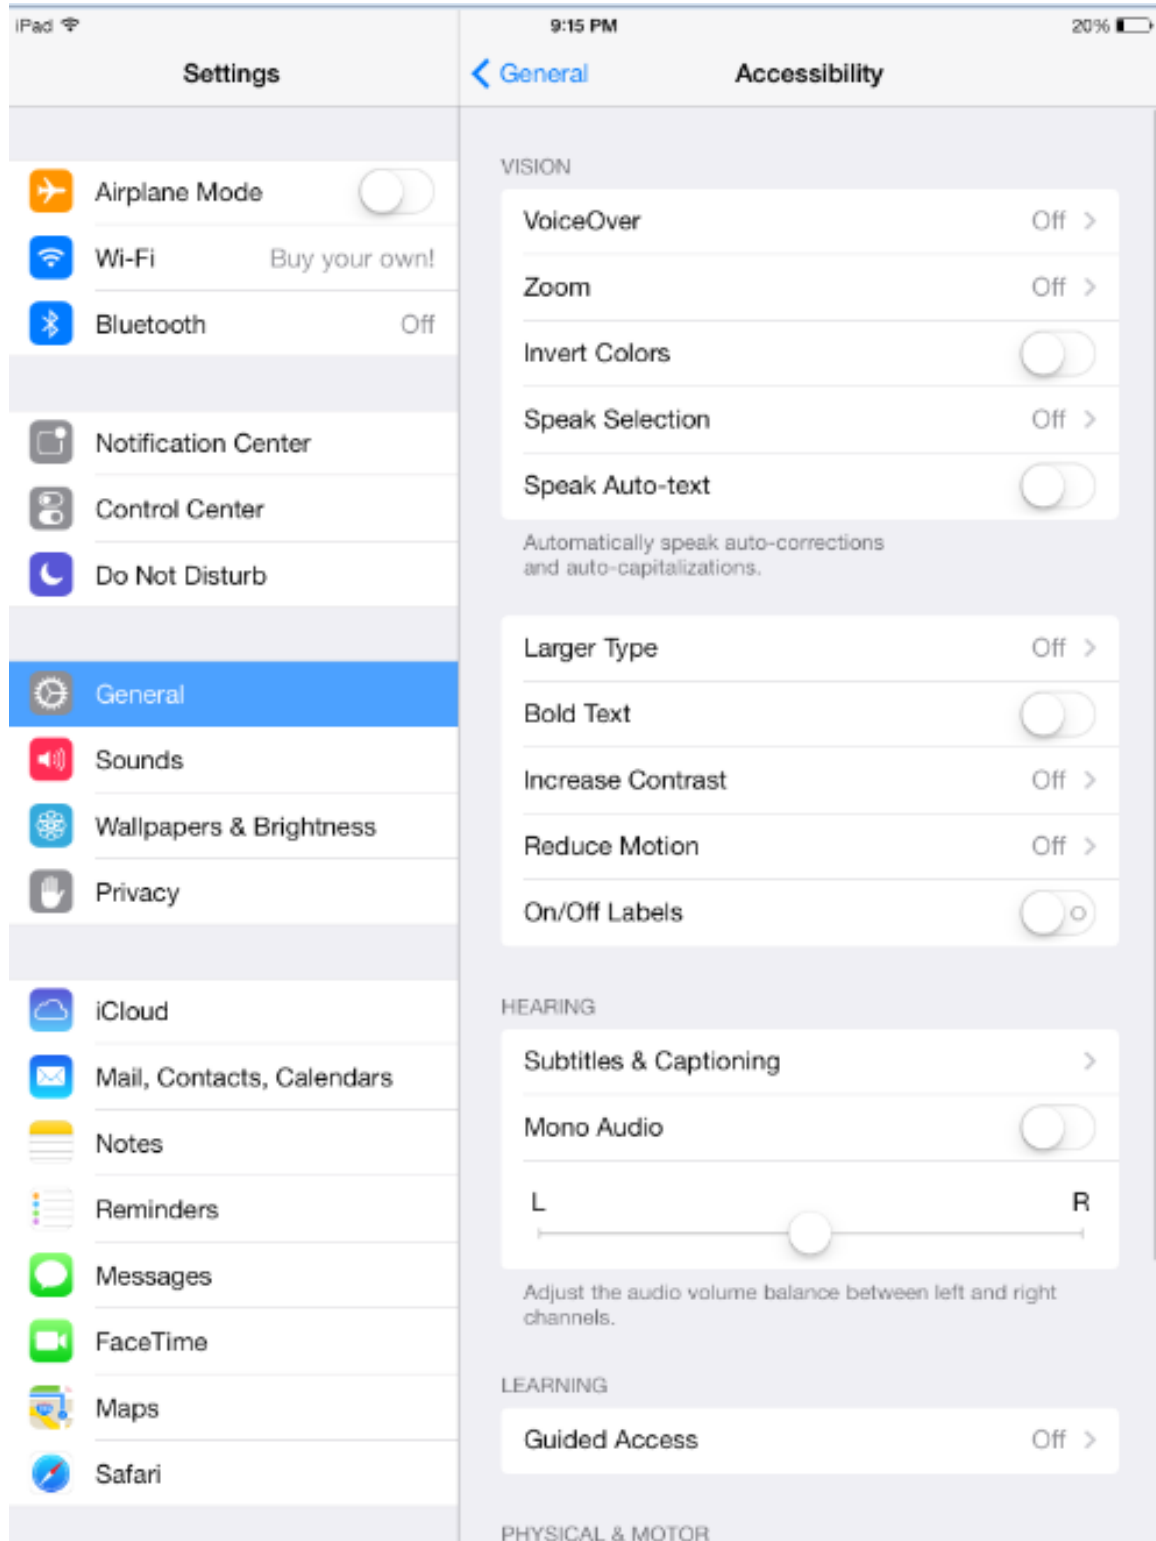 iPad 9:15 PM 20%
Settings
General Accessibility
Airplane Mode
Wi-Fi Buy your own!
Bluetooth Off
Notification Center
Control Center
Do Not Disturb
General
Sounds
Wallpapers & Brightness
Privacy
iCloud
Mail, Contacts, Calendars
Notes
Reminders
Messages
FaceTime
Maps
Safari
VISION
VoiceOver Off
Zoom Off
Invert Colors
Speak Selection Off
Speak Auto-text
Automatically speak auto-corrections
and auto-capitalizations.
Larger Type Off
Bold Text
Increase Contrast Off
Reduce Motion Off
On/Off Labels
HEARING
Subtitles & Captioning
Mono Audio
L R
Adjust the audio volume balance between left and right
channels.
LEARNING
Guided Access Off
PHYSICAL & MOTOR